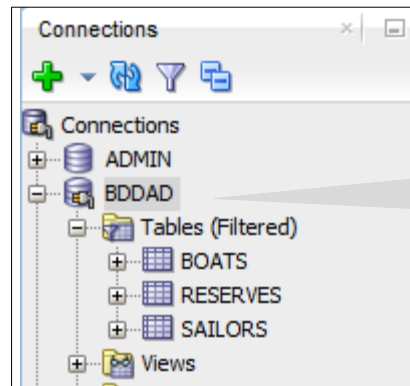 Connections
Connections
ADMIN
BDDAD
Tables (Filtered)
BOATS
RESERVES
SAILORS
Views